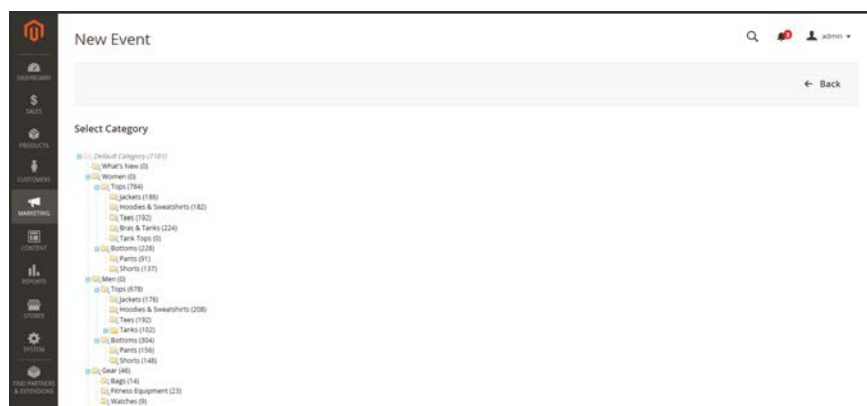 New Event
3
admin
DASHBOARD
← Back
$
SALES
Select Category
PRODUCTS
Default Category (1181)
What's New (0)
Women (0)
CUSTOMERS
Tops (784)
Jackets (186)
Hoodies & Sweatshirts (182)
MARKETING
Tees (192)
Bras & Tanks (224)
Tank Tops (0)
CONTENT
Bottoms (228)
Pants (91)
Shorts (137)
REPORTS
Men (0)
Tops (678)
Jackets (176)
STORES
Hoodies & Sweatshirts (208)
Tees (192)
Tanks (102)
SYSTEM
Bottoms (304)
Pants (156)
Shorts (148)
Gear (46)
FIND PARTNERS
& EXTENSIONS
Bags (14)
Fitness Equipment (23)
Watches (9)